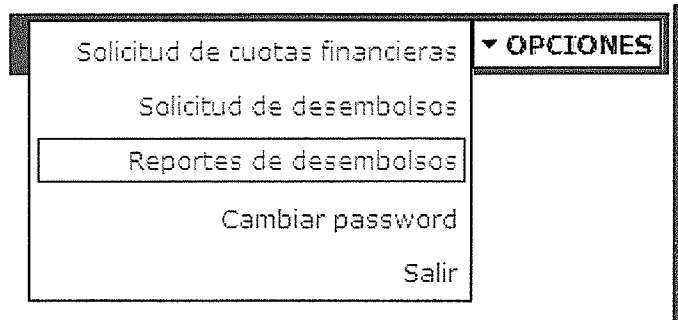 Solicitud de cuotas financieras
▼ OPCIONES
Solicitud de desembolsos
Reportes de desembolsos
Cambiar password
Salir